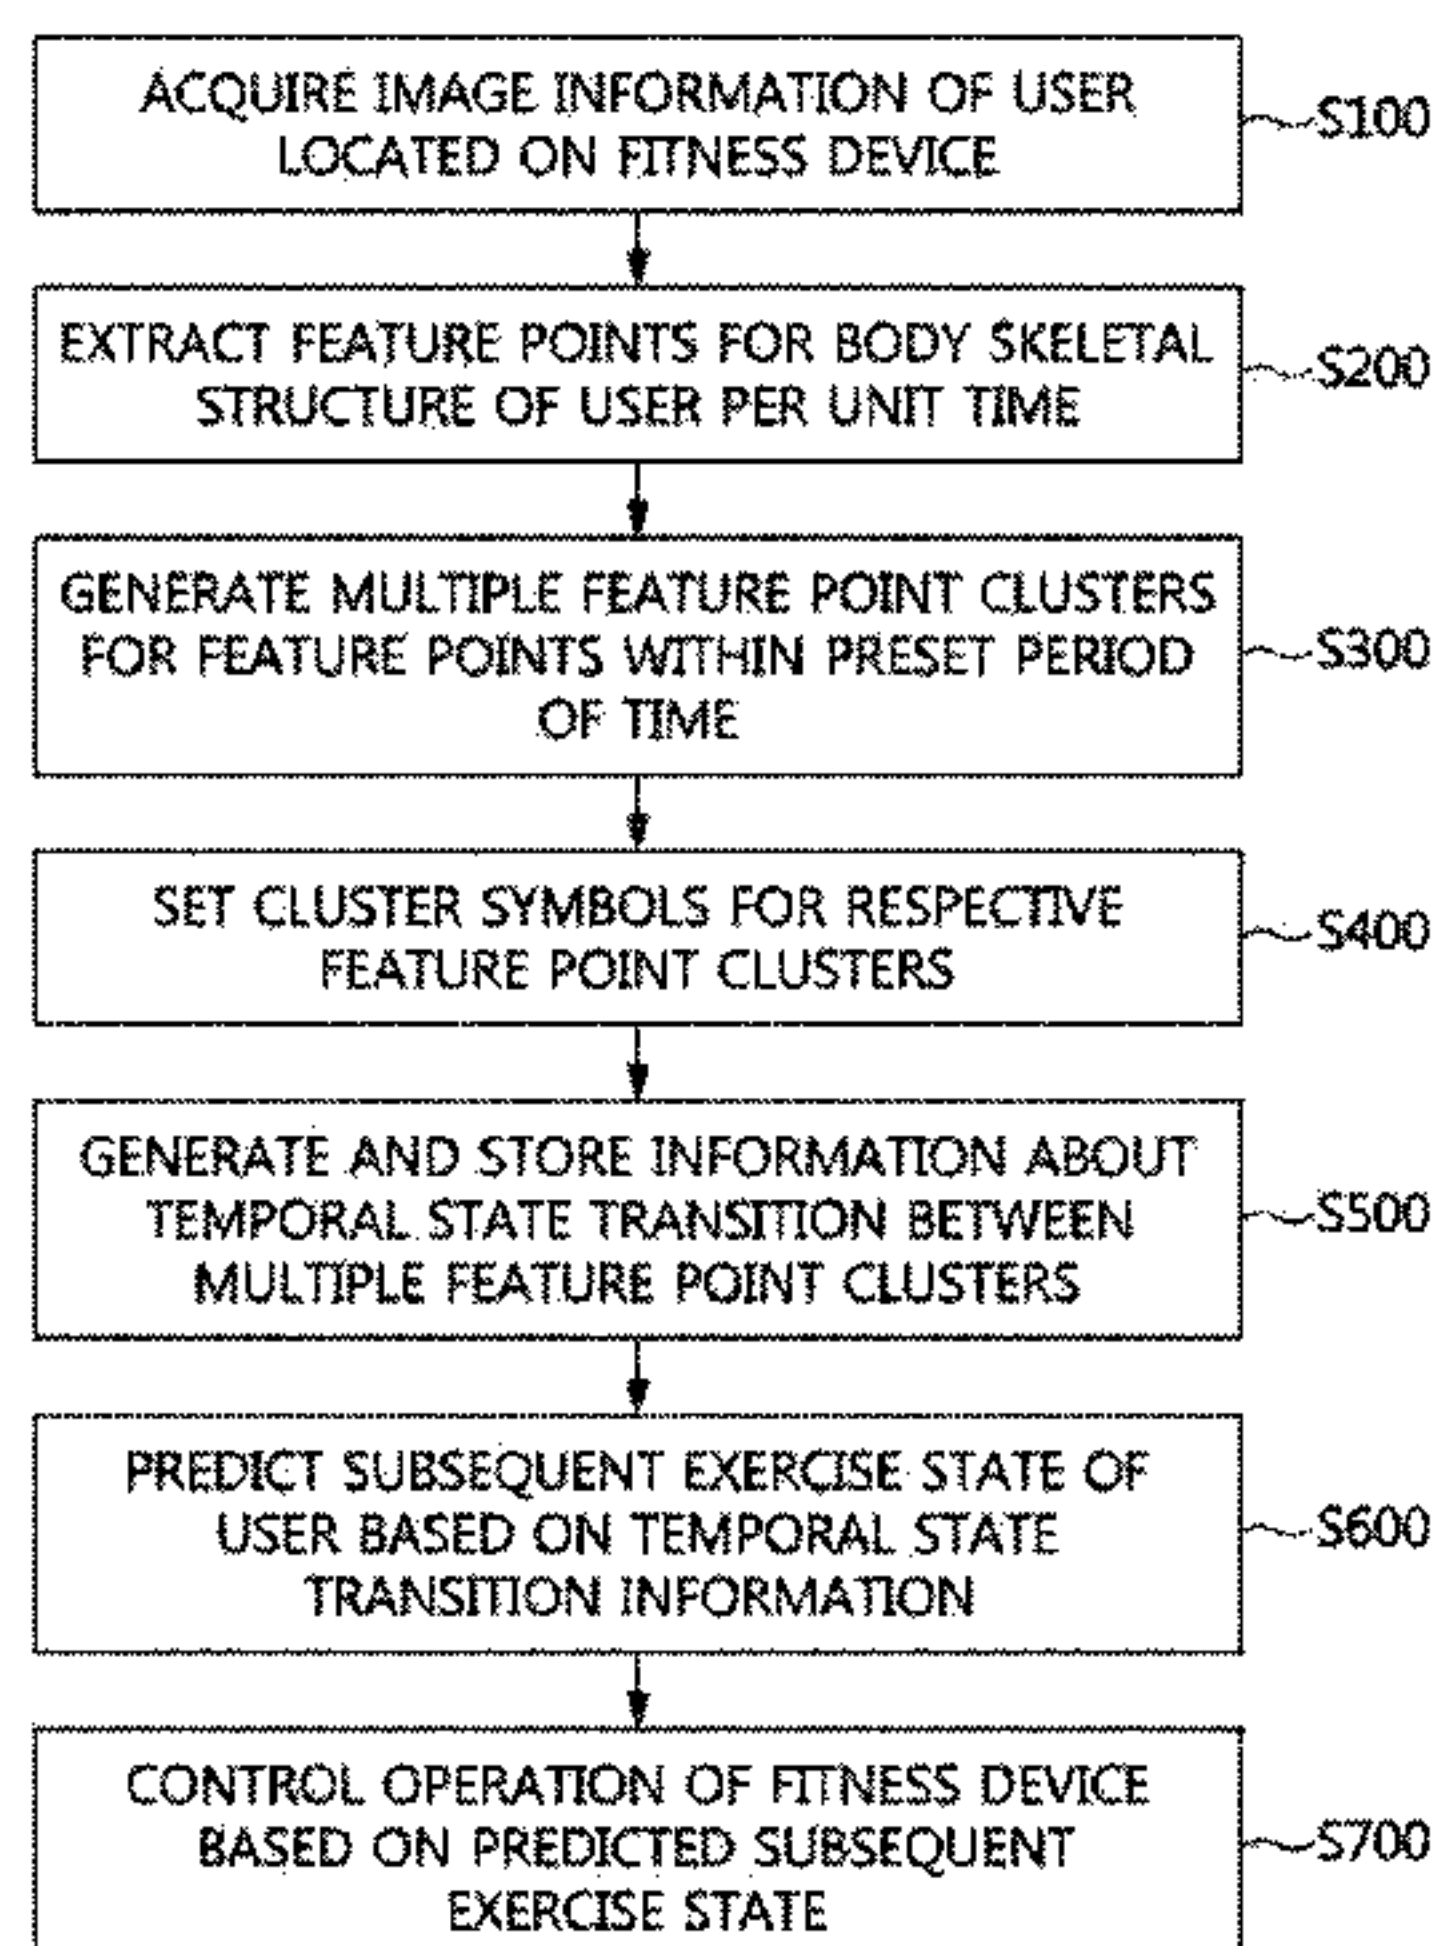 ACQUIRE IMAGE INFORMATION OF USER
LOCATED ON FITNESS DEVICE
S100
EXTRACT FEATURE POINTS FOR BODY SKELETAL
STRUCTURE OF USER PER UNIT TIME
S200
GENERATE MULTIPLE FEATURE POINT CLUSTERS
FOR FEATURE POINTS WITHIN PRESET PERIOD
OF TIME
S300
SET CLUSTER SYMBOLS FOR RESPECTIVE
FEATURE POINT CLUSTERS
S400
GENERATE AND STORE INFORMATION ABOUT
TEMPORAL STATE TRANSITION BETWEEN
MULTIPLE FEATURE POINT CLUSTERS
S500
PREDICT SUBSEQUENT EXERCISE STATE OF
USER BASED ON TEMPORAL STATE
TRANSITION INFORMATION
S600
CONTROL OPERATION OF FITNESS DEVICE
BASED ON PREDICTED SUBSEQUENT
EXERCISE STATE
S700